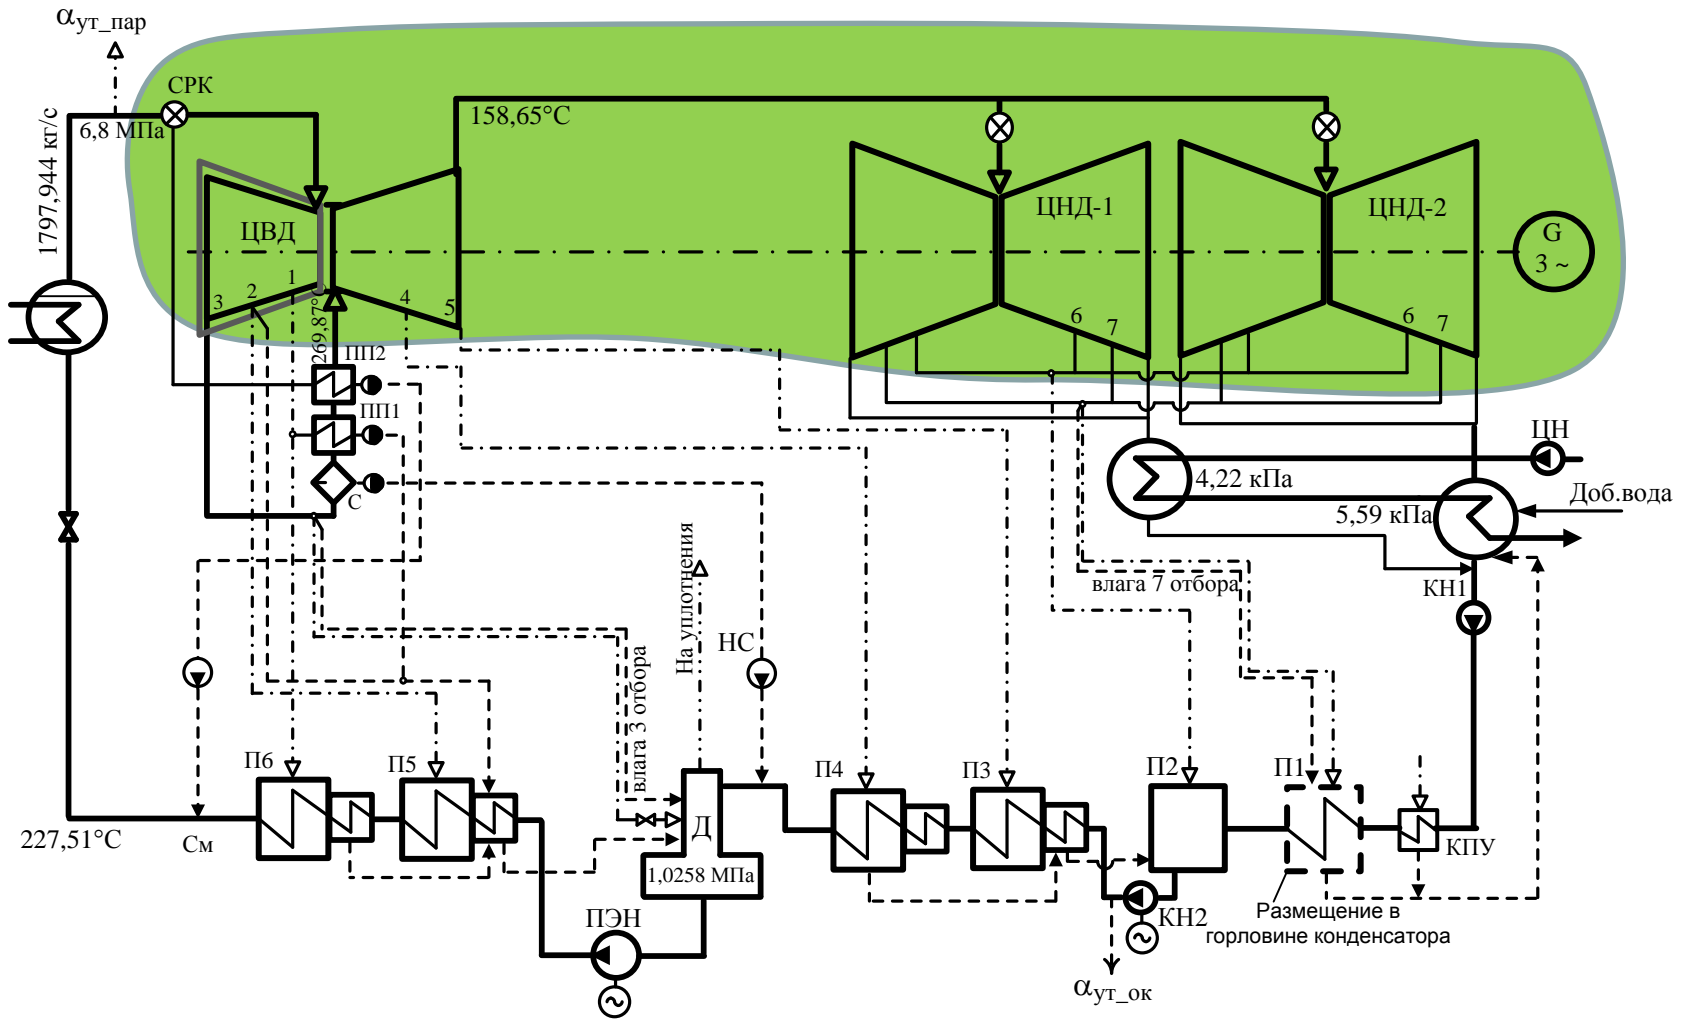 αут_пар
СРК
6,8 МПа
1797,944 кг/с
158,65°С
ЦВД
ЦНД-1
ЦНД-2
G
3 ~
1
2
3
4
5
6
7
6
7
269,87°С
ПП2
ПП1
С
ЦН
4,22 кПа
Доб.вода
5,59 кПа
КН1
влага 7 отбора
На уплотнения
НС
влага 3 отбора
П6
П5
П4
П3
П2
П1
См
227,51°С
Д
КПУ
1,0258 МПа
ПЭН
КН2
Размещение в
горловине конденсатора
αут_ок